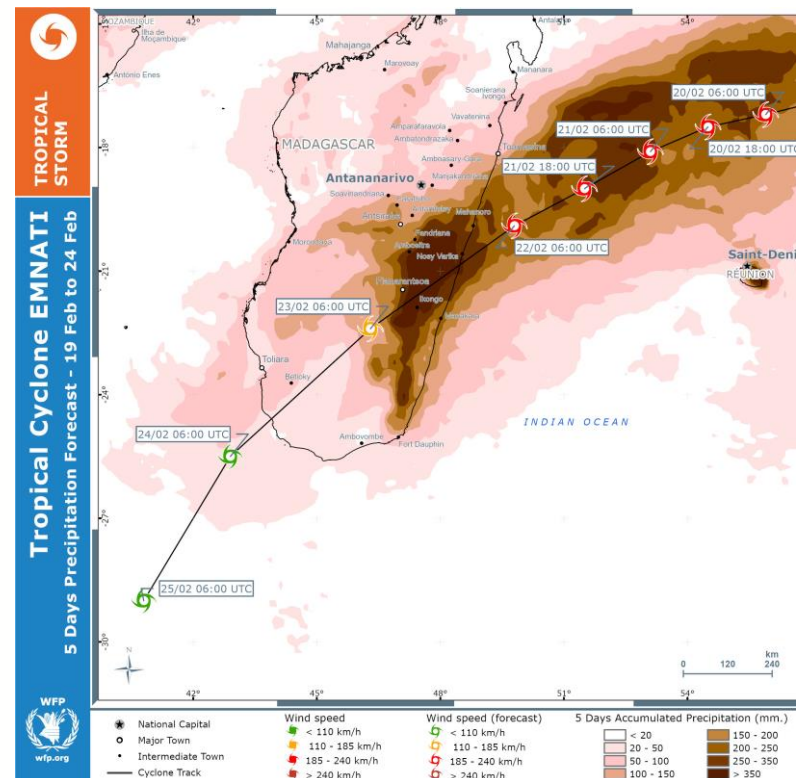 TROPICAL
STORM
Tropical Cyclone EMNATI
5 Days Precipitation Forecast - 19 Feb to 24 Feb
WFP
wfp.org
45°
48°
54°
MOZAMBIQUE
Ilha de
Moçambique
António Enes
Mahajanga
Marovoay
Mananara
Soanierana
Ivongo
Vavatenina
Amparafaravola
Ambatondrazaka
Toamasina
MADAGASCAR
Amboasary-Gara
Antananarivo
Manjakandriana
Soavinandriana
Mahanoro
Fandriana
Ambositra
Nosy Varika
Morondava
Fianarantsoa
Ikongo
Manakara
Toliara
Betioky
Ambovombe
Fort Dauphin
Saint-Deni
RÉUNION
INDIAN OCEAN
20/02 06:00 UTC
20/02 18:00 UTC
21/02 06:00 UTC
21/02 18:00 UTC
22/02 06:00 UTC
23/02 06:00 UTC
24/02 06:00 UTC
25/02 06:00 UTC
-18°
-21°
-24°
-27°
-30°
N
km
0 120 240
42°
45°
48°
51°
54°
National Capital
Major Town
Intermediate Town
Cyclone Track
Wind speed
< 110 km/h
110 - 185 km/h
185 - 240 km/h
> 240 km/h
Wind speed (forecast)
< 110 km/h
110 - 185 km/h
185 - 240 km/h
> 240 km/h
5 Days Accumulated Precipitation (mm.)
< 20
20 - 50
50 - 100
100 - 150
150 - 200
200 - 250
250 - 350
> 350